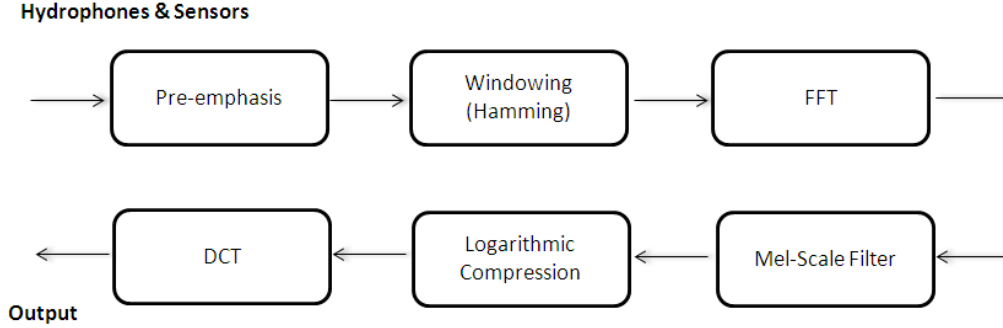 Hydrophones & Sensors
Pre-emphasis
Windowing
(Hamming)
FFT
DCT
Logarithmic
Compression
Mel-Scale Filter
Output